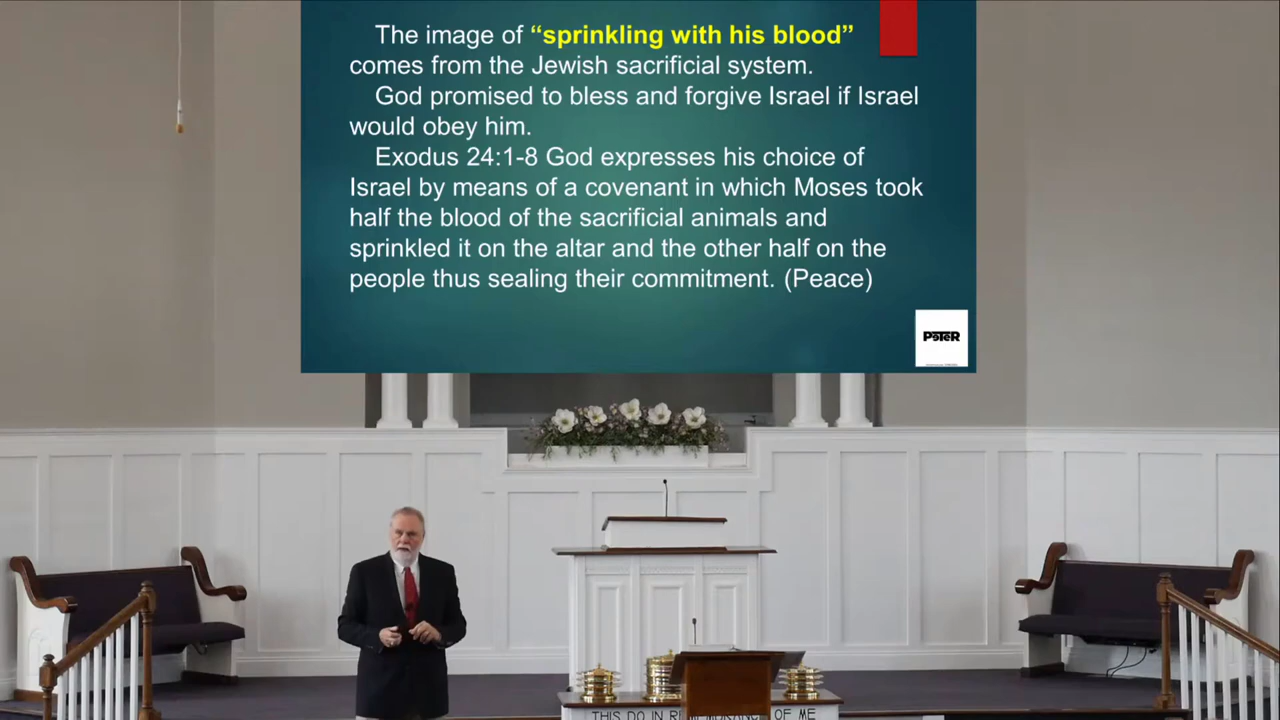 The image of “sprinkling with his blood”
comes from the Jewish sacrificial system.
God promised to bless and forgive Israel if Israel
would obey him.
Exodus 24:1-8 God expresses his choice of
Israel by means of a covenant in which Moses took
half the blood of the sacrificial animals and
sprinkled it on the altar and the other half on the
people thus sealing their commitment. (Peace)
PeTeR
THIS DO IN OF ME